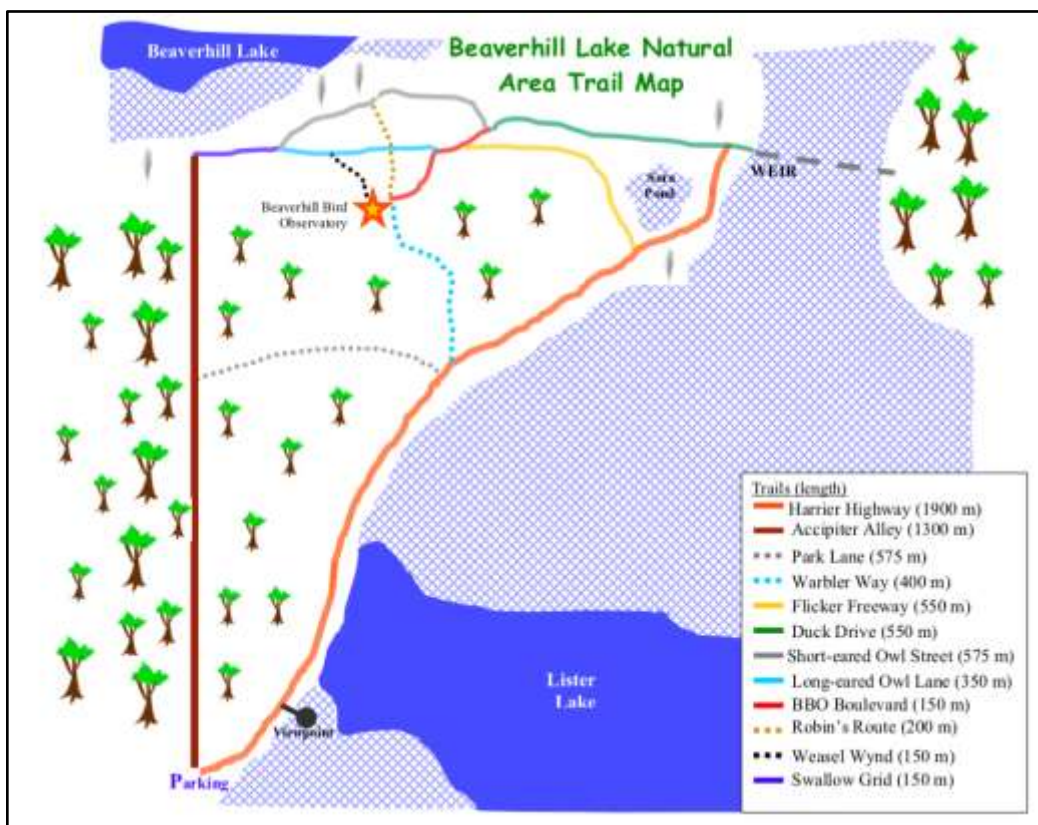 Beaverhill Lake
Beaverhill Lake Natural
Area Trail Map
WEIR
Sora
Pond
Beaverhill Bird
Observatory
Trails (length)
Harrier Highway (1900 m)
Accipiter Alley (1300 m)
Park Lane (575 m)
Warbler Way (400 m)
Flicker Freeway (550 m)
Duck Drive (550 m)
Short-eared Owl Street (575 m)
Long-eared Owl Lane (350 m)
BBO Boulevard (150 m)
Robin's Route (200 m)
Weasel Wynd (150 m)
Swallow Grid (150 m)
Lister
Lake
Viewpoint
Parking